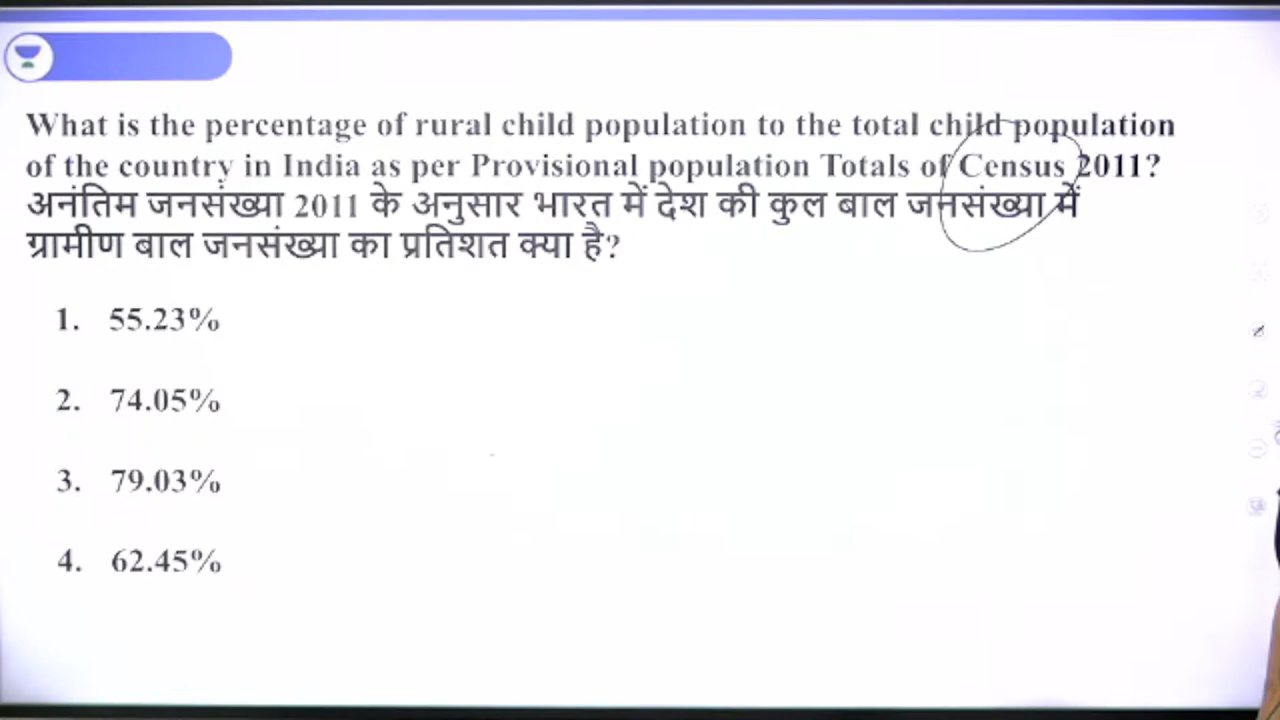 What is the percentage of rural child population to the total child population
of the country in India as per Provisional population Totals of Census 2011?
अनंतिम जनसंख्या 2011 के अनुसार भारत में देश की कुल बाल जनसंख्या में
ग्रामीण बाल जनसंख्या का प्रतिशत क्या है?
1. 55.23%
2. 74.05%
3. 79.03%
4. 62.45%